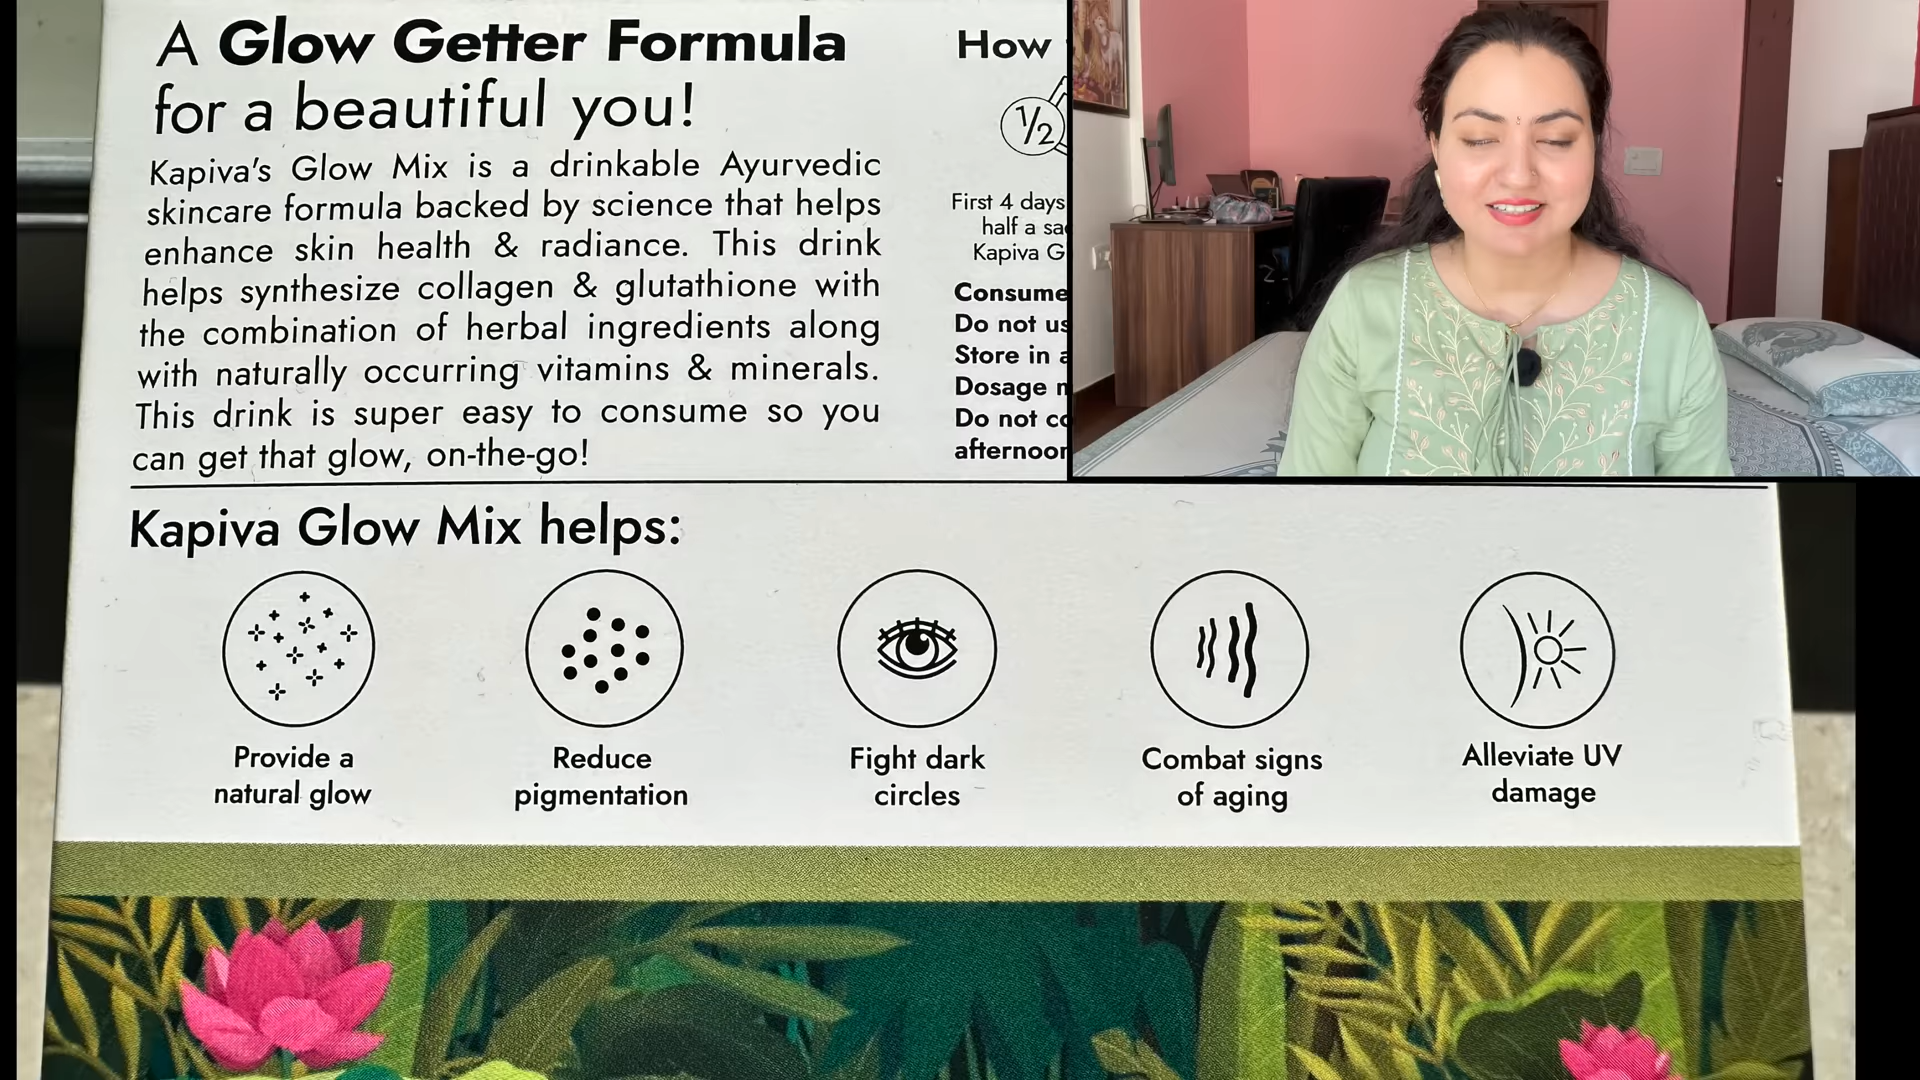 A Glow Getter Formula
for a beautiful you!
Kapiva's Glow Mix is a drinkable Ayurvedic
skincare formula backed by science that helps
enhance skin health & radiance. This drink
helps synthesize collagen & glutathione with
the combination of herbal ingredients along
with naturally occurring vitamins & minerals.
This drink is super easy to consume so you
can get that glow, on-the-go!
How
1/2
First 4 days
half a
Kapiva
Consume
Do not
Store in
Dosage
Do not
Kapiva Glow Mix helps:
Provide a
natural glow
Reduce
pigmentation
Fight dark
circles
Combat signs
of aging
Alleviate UV
damage